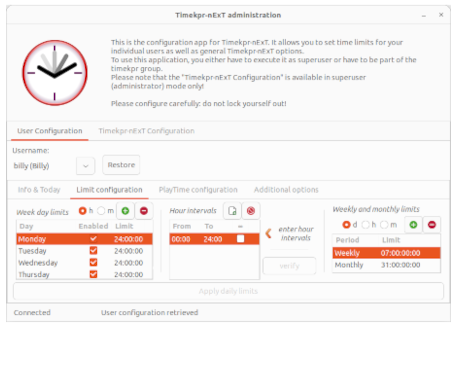 Timekpr-nExT administration
This is the configuration app for Timekpr-nExT. It allows you to set time limits for your
individual users as well as general Timekpr-nExT options.
To use this application, you either have to execute it as superuser or have to be part of the
timekpr group.
Please note that the "Timekpr-nExT Configuration" is available in superuser
(administrator) mode only!
Please configure carefully: do not lock yourself out!
User Configuration Timekpr-nExT Configuration
Username:
billy (Billy) Restore
Info & Today Limit configuration PlayTime configuration Additional options
Week day limits h m Hour intervals Weekly and monthly limits
d h m
Day Enabled Limit From To ∞ enter hour intervals Period Limit
Monday 24:00:00 00:00 24:00 Weekly 07:00:00:00
Tuesday 24:00:00 Monthly 31:00:00:00
Wednesday 24:00:00 verify
Thursday 24:00:00
Apply daily limits
Connected User configuration retrieved